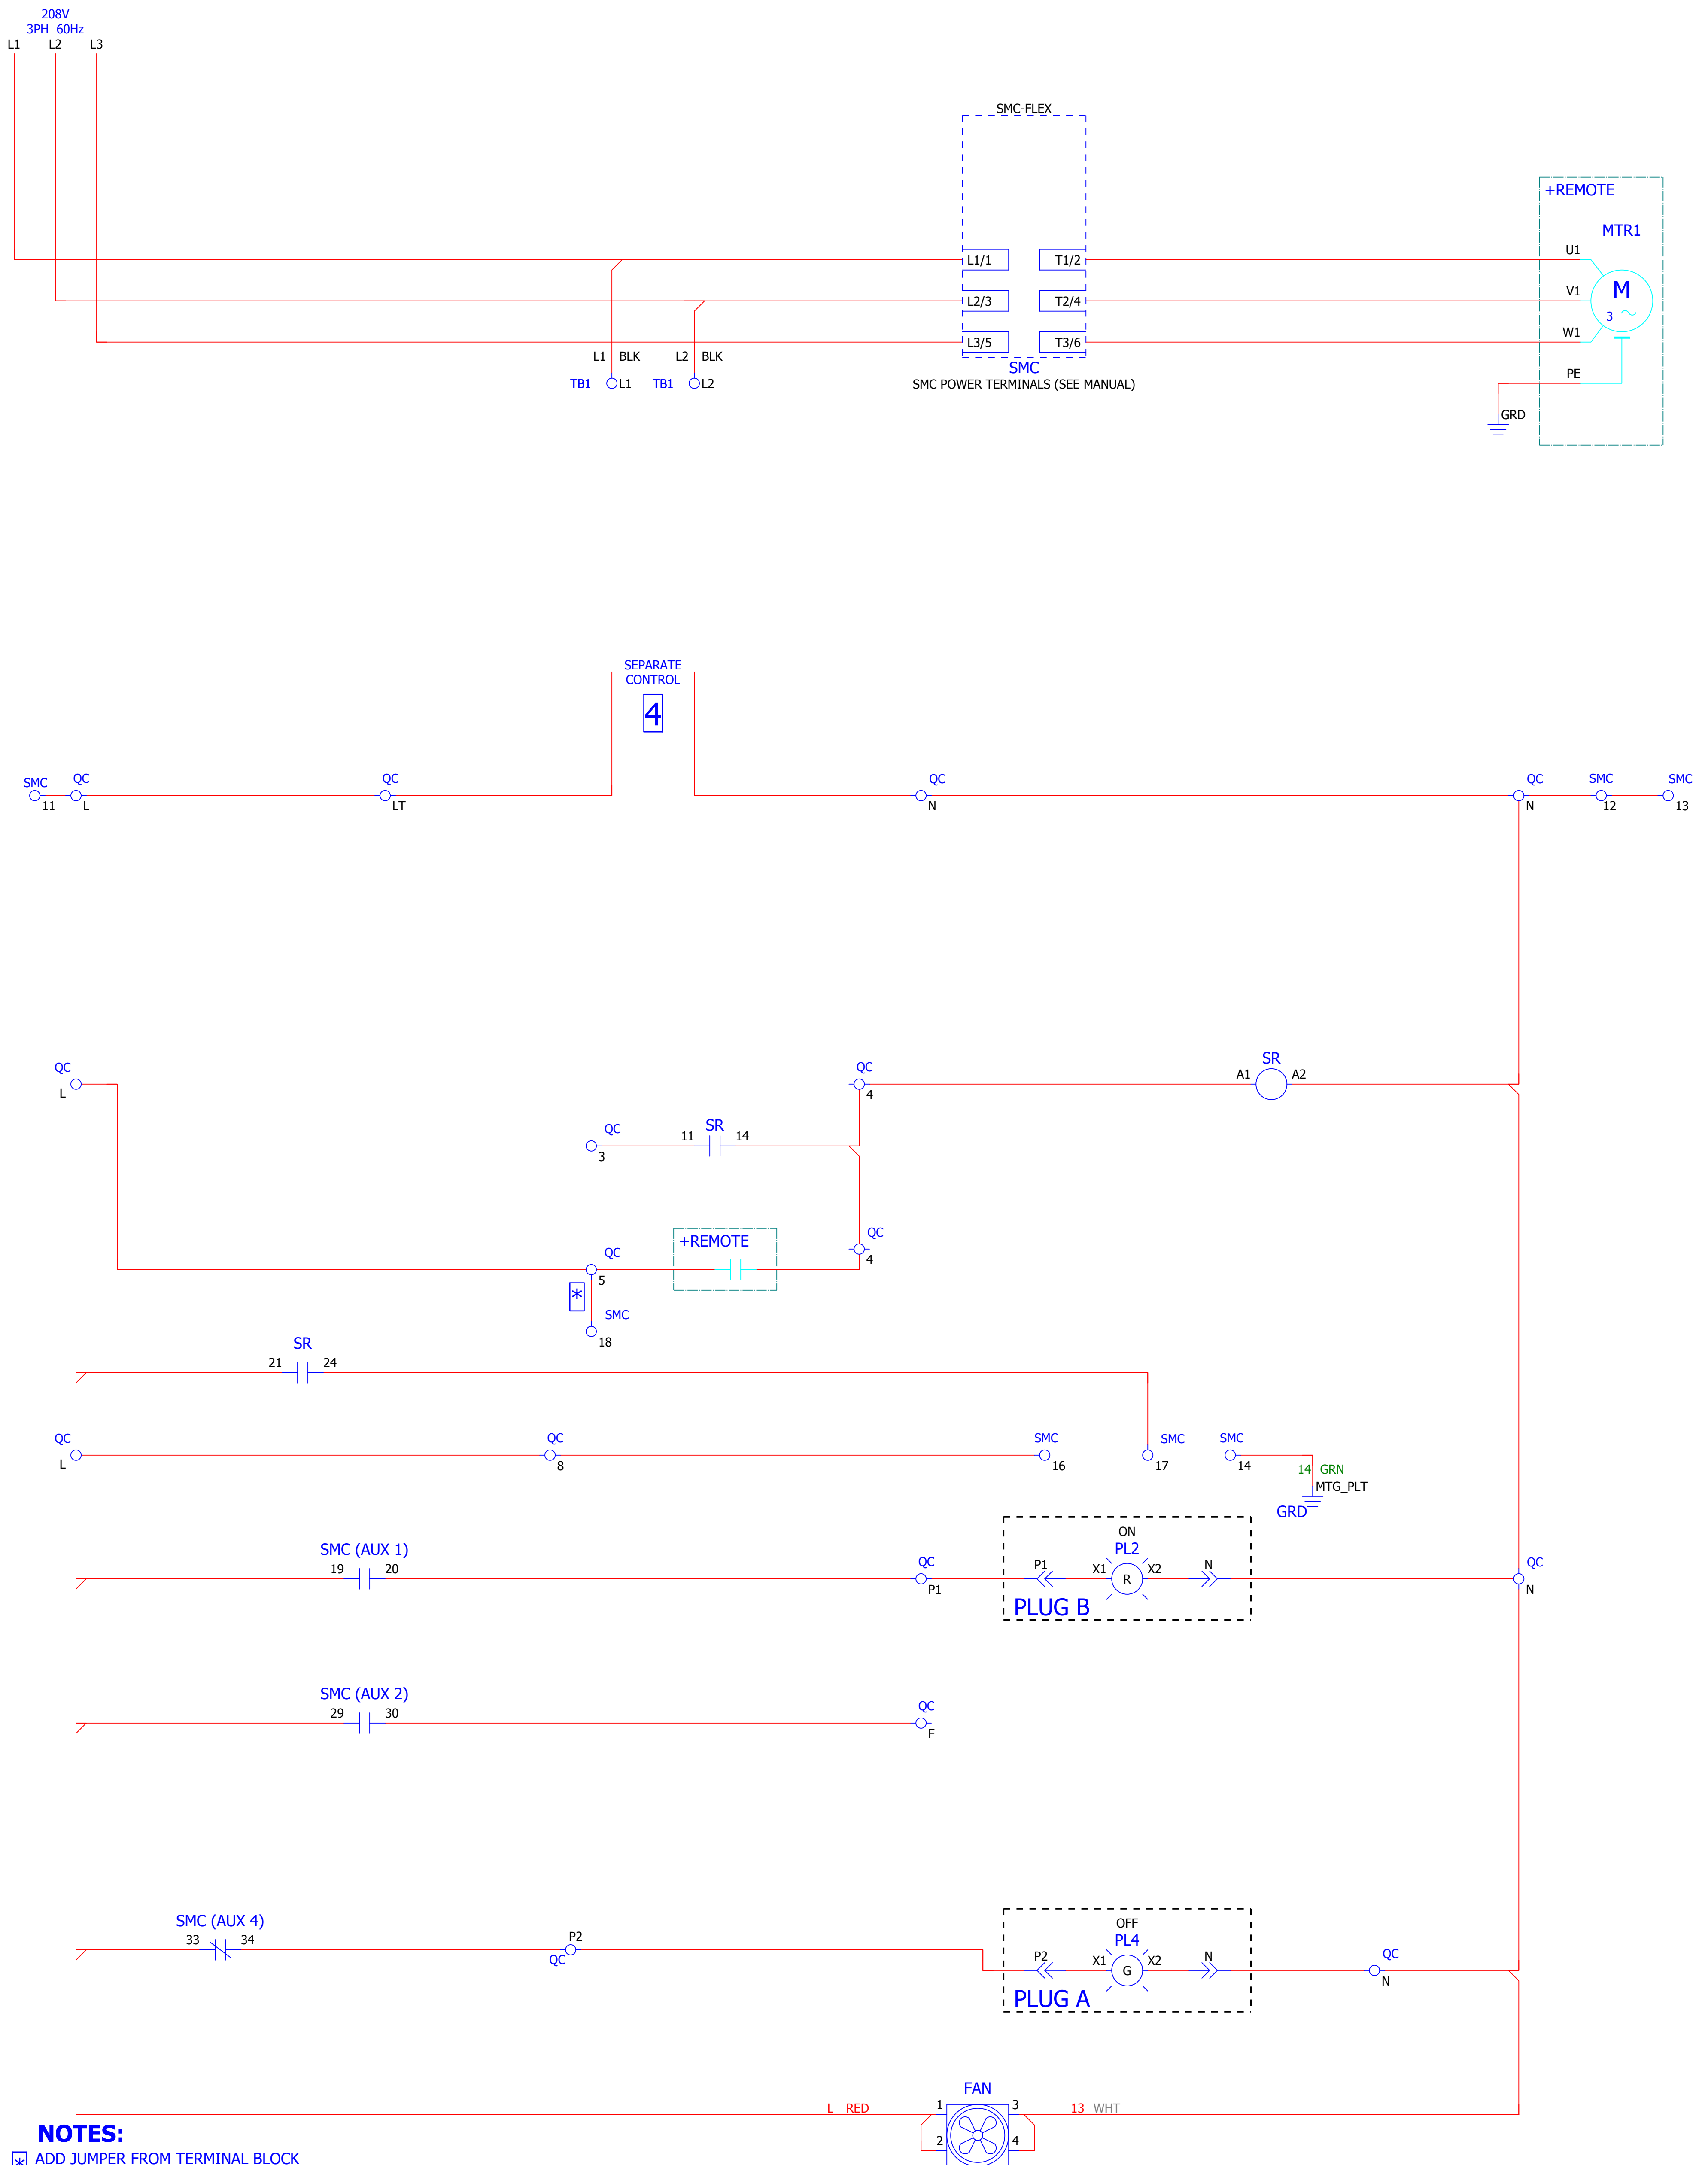 208V
3PH 60Hz
L1 L2 L3
SMC-FLEX
+REMOTE
MTR1
U1
L1/1 T1/2
M
3
V1
L2/3 T2/4
W1
L3/5 T3/6
L1 BLK L2 BLK
SMC
PE
TB1 L1 TB1 L2
SMC POWER TERMINALS (SEE MANUAL)
GRD
SEPARATE
CONTROL
4
SMC QC QC QC QC SMC SMC
11 L LT N N 12 13
QC QC SR
A1 A2
L 4
QC SR
11 14
3
QC
+REMOTE
4
QC
5
*
SMC
18
SR
21 24
QC QC SMC SMC SMC
L 8 16 17 14
14 GRN
MTG_PLT
GRD
ON
SMC (AUX 1) PL2
19 20 QC P1 X1 X2 N QC
R
P1 N
PLUG B
SMC (AUX 2)
29 30 QC
F
SMC (AUX 4) OFF
33 34 P2 PL4
QC P2 X1 X2 N QC
G
N
PLUG A
FAN
L RED 1 3 13 WHT
2 4
NOTES:
* ADD JUMPER FROM TERMINAL BLOCK